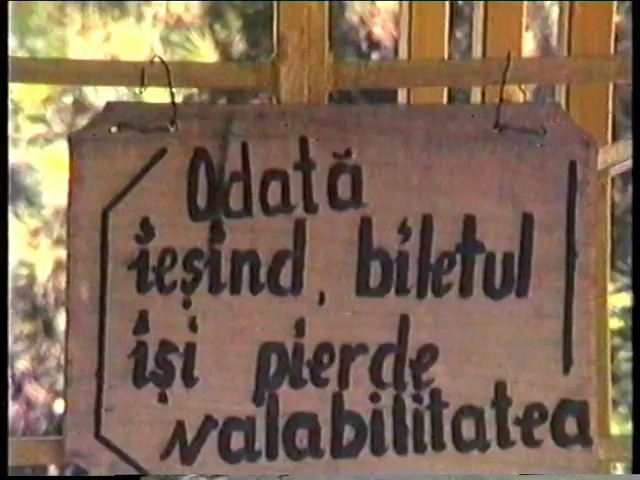 Odată
ieșind, biletul
își pierde
valabilitatea